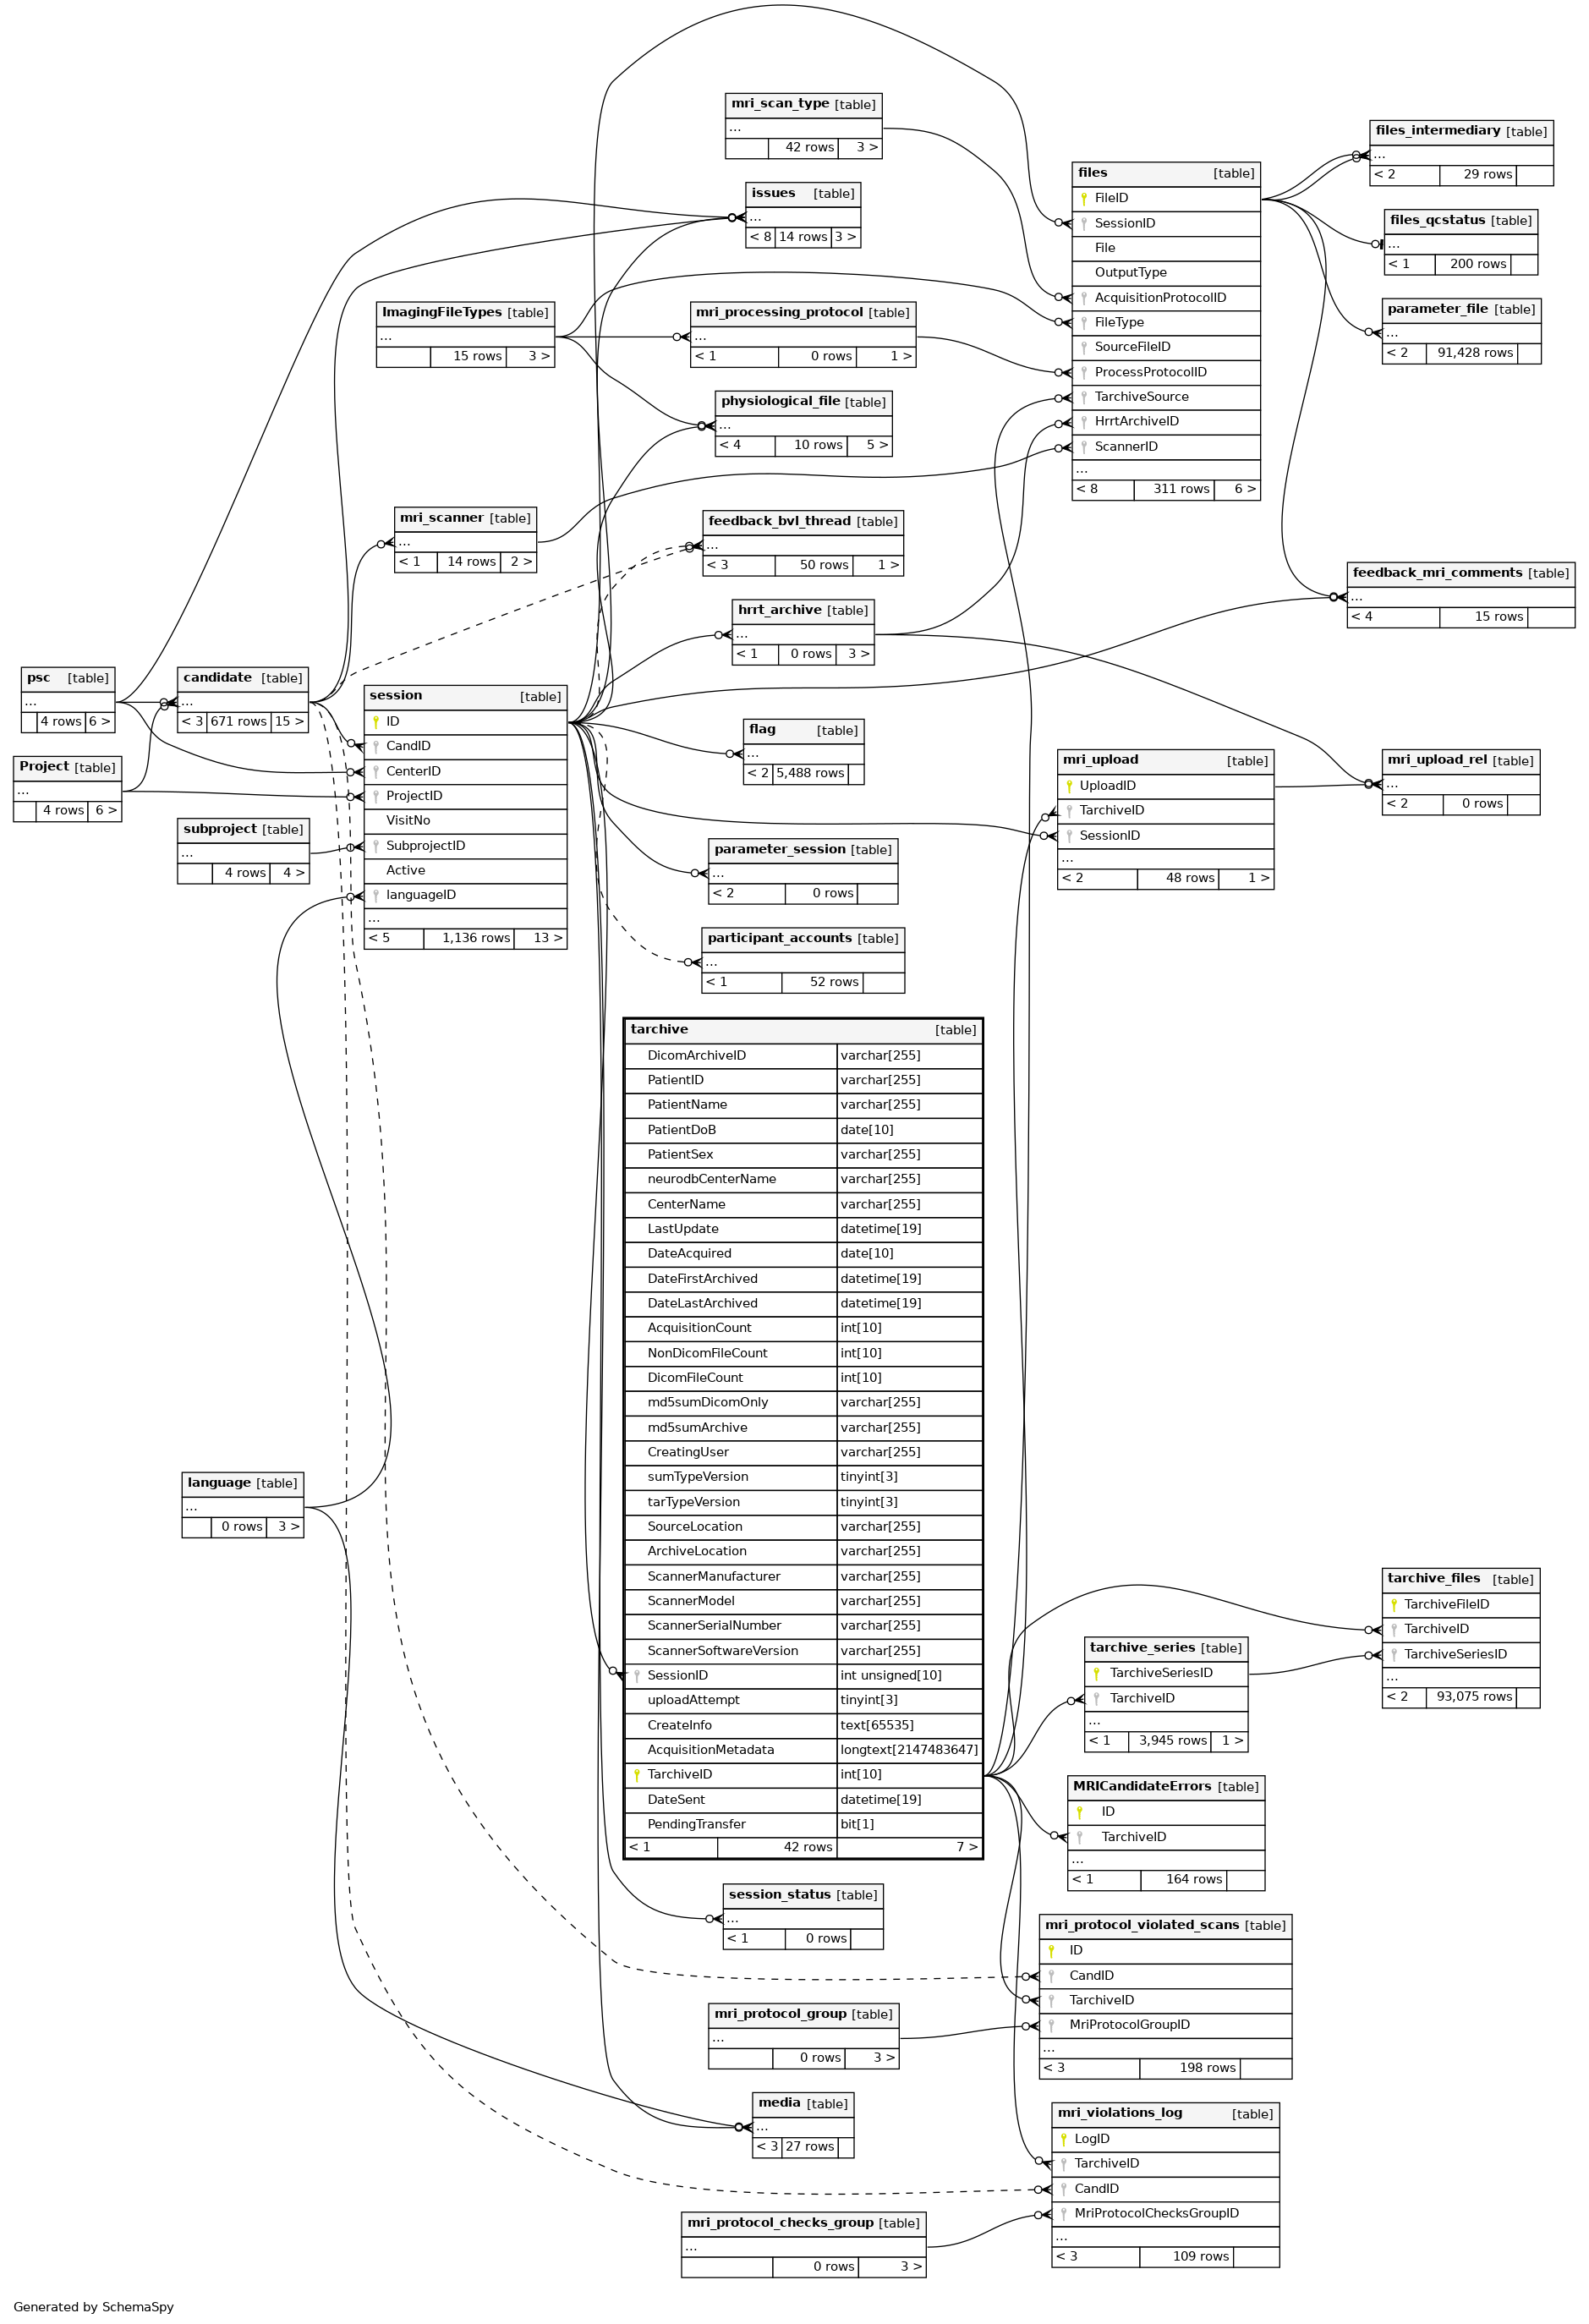 mri_scan_type [table]
...
42 rows 3 >
issues [table]
...
< 8 14 rows 3 >
ImagingFileTypes [table]
...
15 rows 3 >
mri_processing_protocol [table]
...
< 1 0 rows 1 >
physiological_file [table]
...
< 4 10 rows 5 >
files [table]
FileID
SessionID
File
OutputType
AcquisitionProtocolID
FileType
SourceFileID
ProcessProtocolID
TarchiveSource
HrrtArchiveID
ScannerID
...
< 8 311 rows 6 >
files_intermediary [table]
...
< 2 29 rows
files_qcstatus [table]
...
< 1 200 rows
parameter_file [table]
...
< 2 91,428 rows
mri_scanner [table]
...
< 1 14 rows 2 >
feedback_bvl_thread [table]
...
< 3 50 rows 1 >
hrrt_archive [table]
...
< 1 0 rows 3 >
feedback_mri_comments [table]
...
< 4 15 rows
psc [table]
...
4 rows 6 >
candidate [table]
...
< 3 671 rows 15 >
Project [table]
...
4 rows 6 >
subproject [table]
...
4 rows 4 >
session [table]
ID
CandID
CenterID
ProjectID
VisitNo
SubprojectID
Active
languageID
...
< 5 1,136 rows 13 >
flag [table]
...
< 2 5,488 rows
parameter_session [table]
...
< 2 0 rows
participant_accounts [table]
...
< 1 52 rows
mri_upload [table]
UploadID
TarchiveID
SessionID
...
< 2 48 rows 1 >
mri_upload_rel [table]
...
< 2 0 rows
tarchive [table]
DicomArchiveID varchar[255]
PatientID varchar[255]
PatientName varchar[255]
PatientDoB date[10]
PatientSex varchar[255]
neurodbCenterName varchar[255]
CenterName varchar[255]
LastUpdate datetime[19]
DateAcquired date[10]
DateFirstArchived datetime[19]
DateLastArchived datetime[19]
AcquisitionCount int[10]
NonDicomFileCount int[10]
DicomFileCount int[10]
md5sumDicomOnly varchar[255]
md5sumArchive varchar[255]
CreatingUser varchar[255]
sumTypeVersion tinyint[3]
tarTypeVersion tinyint[3]
SourceLocation varchar[255]
ArchiveLocation varchar[255]
ScannerManufacturer varchar[255]
ScannerModel varchar[255]
ScannerSerialNumber varchar[255]
ScannerSoftwareVersion varchar[255]
SessionID int unsigned[10]
uploadAttempt tinyint[3]
CreateInfo text[65535]
AcquisitionMetadata longtext[2147483647]
TarchiveID int[10]
DateSent datetime[19]
PendingTransfer bit[1]
< 1 42 rows 7 >
language [table]
...
0 rows 3 >
tarchive_files [table]
TarchiveFileID
TarchiveID
TarchiveSeriesID
...
< 2 93,075 rows
tarchive_series [table]
TarchiveSeriesID
TarchiveID
...
< 1 3,945 rows 1 >
MRICandidateErrors [table]
ID
TarchiveID
...
< 1 164 rows
session_status [table]
...
< 1 0 rows
mri_protocol_violated_scans [table]
ID
CandID
TarchiveID
MriProtocolGroupID
...
< 3 198 rows
mri_protocol_group [table]
...
0 rows 3 >
media [table]
...
< 3 27 rows
mri_violations_log [table]
LogID
TarchiveID
CandID
MriProtocolChecksGroupID
...
< 3 109 rows
mri_protocol_checks_group [table]
...
0 rows 3 >
Generated by SchemaSpy